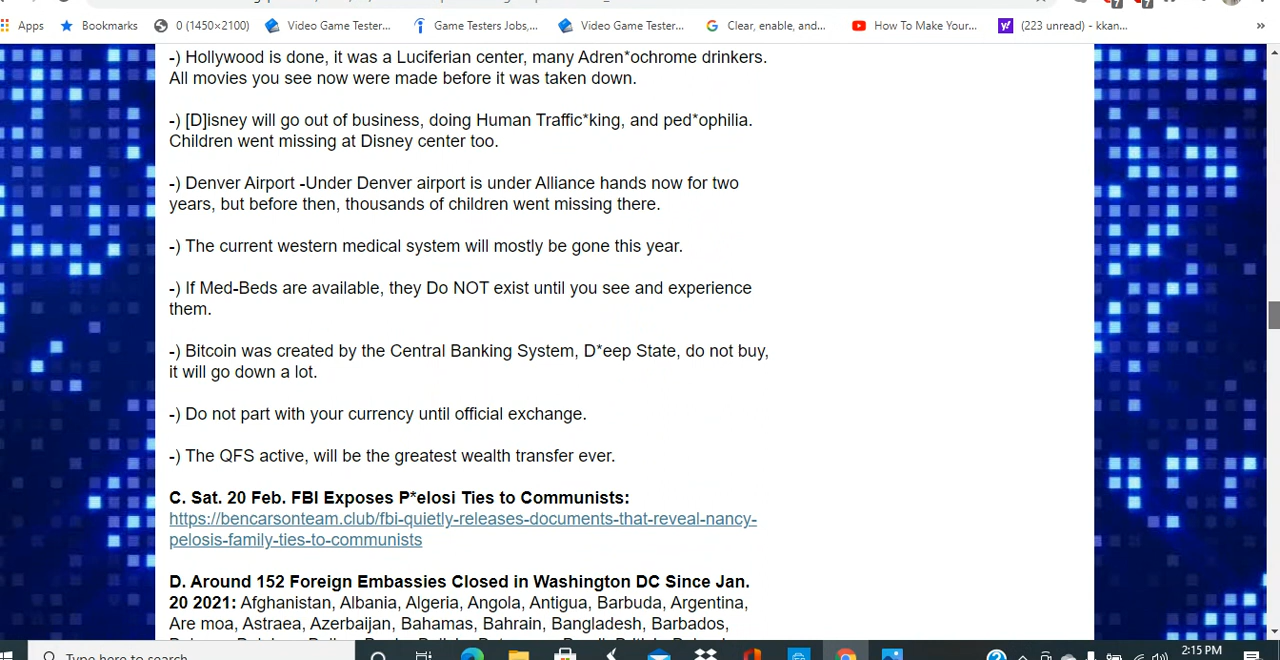 Apps Bookmarks 0 (1450×2100) Video Game Tester... Game Testers Jobs,... Video Game Tester... Clear, enable, and... How To Make Your... (223 unread) - kkan... »
-) Hollywood is done, it was a Luciferian center, many Adren*ochrome drinkers.
All movies you see now were made before it was taken down.
-) [D]isney will go out of business, doing Human Traffic*king, and ped*ophilia.
Children went missing at Disney center too.
-) Denver Airport -Under Denver airport is under Alliance hands now for two
years, but before then, thousands of children went missing there.
-) The current western medical system will mostly be gone this year.
-) If Med-Beds are available, they Do NOT exist until you see and experience
them.
-) Bitcoin was created by the Central Banking System, D*eep State, do not buy,
it will go down a lot.
-) Do not part with your currency until official exchange.
-) The QFS active, will be the greatest wealth transfer ever.
C. Sat. 20 Feb. FBI Exposes P*elosi Ties to Communists:
https://bencarsonteam.club/fbi-quietly-releases-documents-that-reveal-nancy-
pelosis-family-ties-to-communists
D. Around 152 Foreign Embassies Closed in Washington DC Since Jan.
20 2021: Afghanistan, Albania, Algeria, Angola, Antigua, Barbuda, Argentina,
Are moa, Astraea, Azerbaijan, Bahamas, Bahrain, Bangladesh, Barbados,
Type here to search
2:15 PM